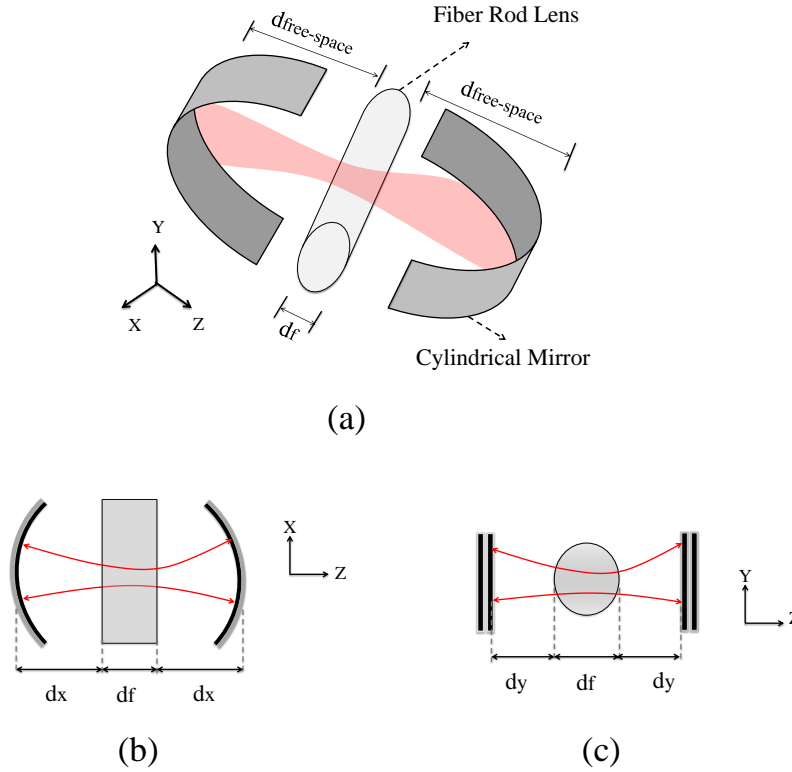 Fiber Rod Lens
dfree-space
dfree-space
Y
X
Z
df
Cylindrical Mirror
(a)
X
Z
dx
df
dx
(b)
Y
Z
dy
df
dy
(c)